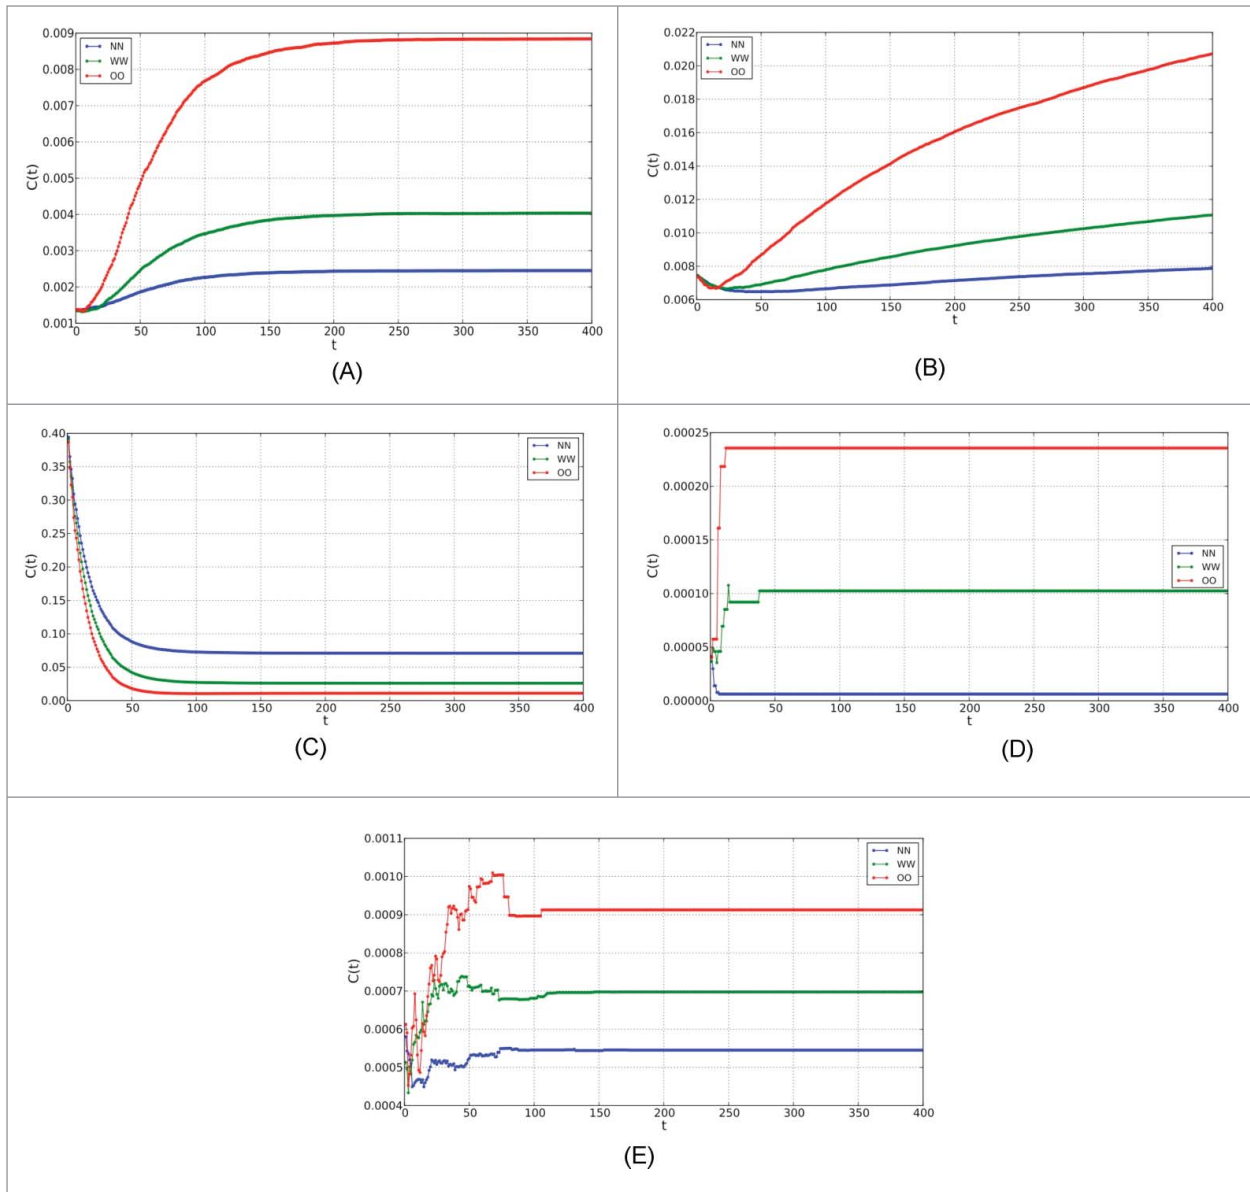 0.009
0.008
0.007
0.006
0.005
0.004
0.003
0.002
0.001
C(t)
NN
WW
OO
0 50 100 150 200 250 300 350 400
t
(A)
0.022
0.020
0.018
0.016
0.014
0.012
0.010
0.008
0.006
C(t)
NN
WW
OO
0 50 100 150 200 250 300 350 400
t
(B)
0.40
0.35
0.30
0.25
0.20
0.15
0.10
0.05
0.00
C(t)
NN
WW
OO
0 50 100 150 200 250 300 350 400
t
(C)
0.00025
0.00020
0.00015
0.00010
0.00005
0.00000
C(t)
NN
WW
OO
0 50 100 150 200 250 300 350 400
t
(D)
0.0011
0.0010
0.0009
0.0008
0.0007
0.0006
0.0005
0.0004
C(t)
NN
WW
OO
0 50 100 150 200 250 300 350 400
t
(E)